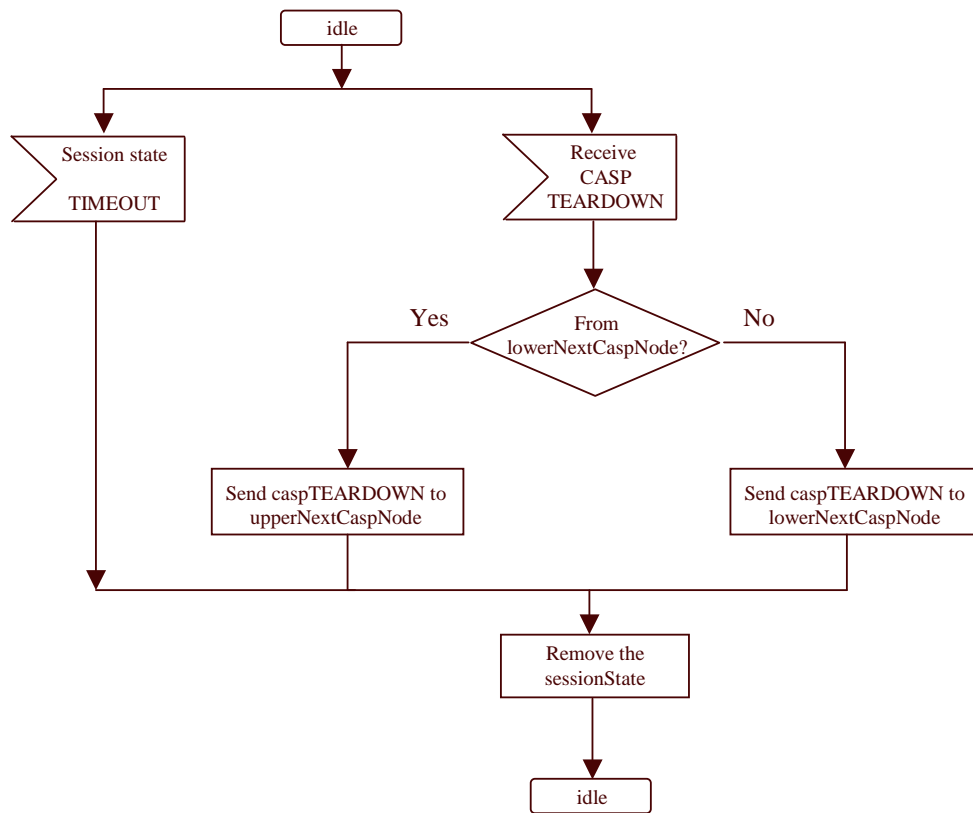 idle
Session state
TIMEOUT
Receive
CASP
TEARDOWN
Yes
From
lowerNextCaspNode?
No
Send caspTEARDOWN to
upperNextCaspNode
Send caspTEARDOWN to
lowerNextCaspNode
Remove the
sessionState
idle